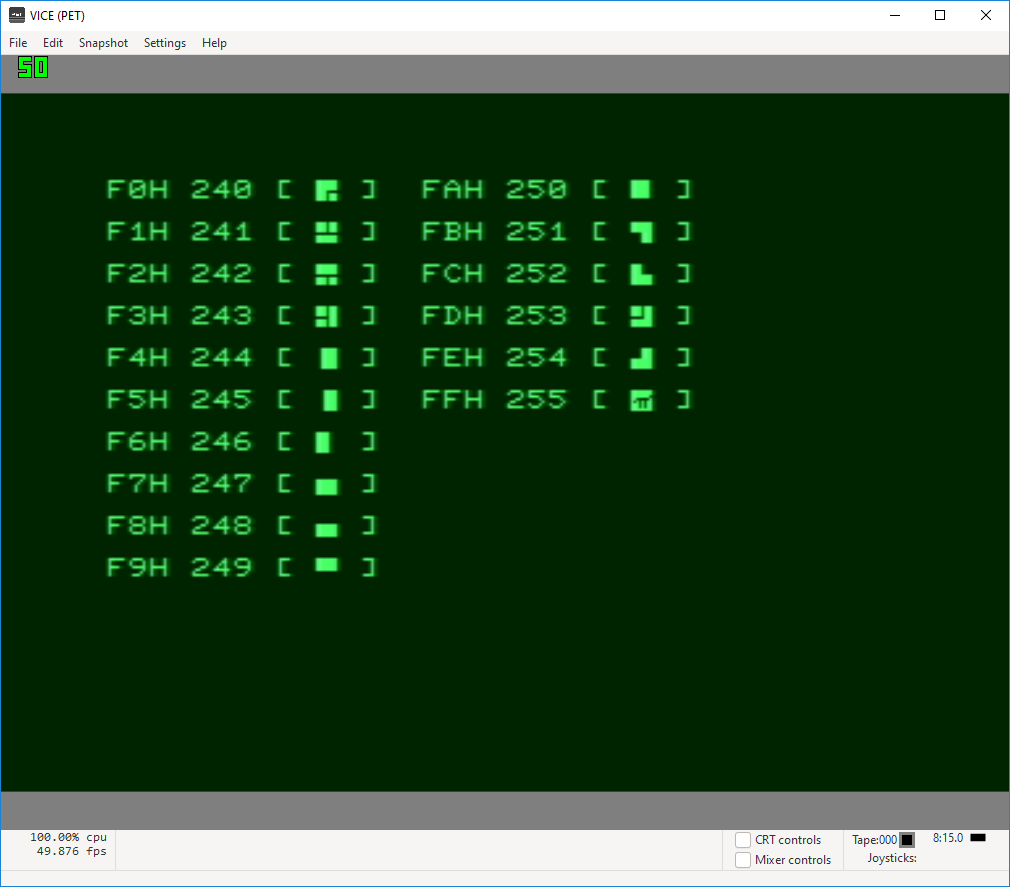 VICE (PET)
File Edit Snapshot Settings Help
50
F0H 240 [ ] FAH 250 [ ]
F1H 241 [ ] FBH 251 [ ]
F2H 242 [ ] FCH 252 [ ]
F3H 243 [ ] FDH 253 [ ]
F4H 244 [ ] FEH 254 [ ]
F5H 245 [ ] FFH 255 [ π ]
F6H 246 [ ]
F7H 247 [ ]
F8H 248 [ ]
F9H 249 [ ]
100.00% cpu CRT controls Tape:000 8:15.0
49.876 fps Mixer controls Joysticks: